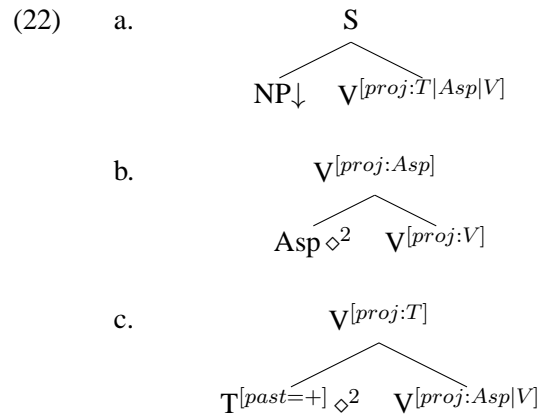 (22) a. S
NP↓ V^[proj:T|Asp|V]
b. V^[proj:Asp]
Asp ⋄² V^[proj:V]
c. V^[proj:T]
T^[past=+] ⋄² V^[proj:Asp|V]